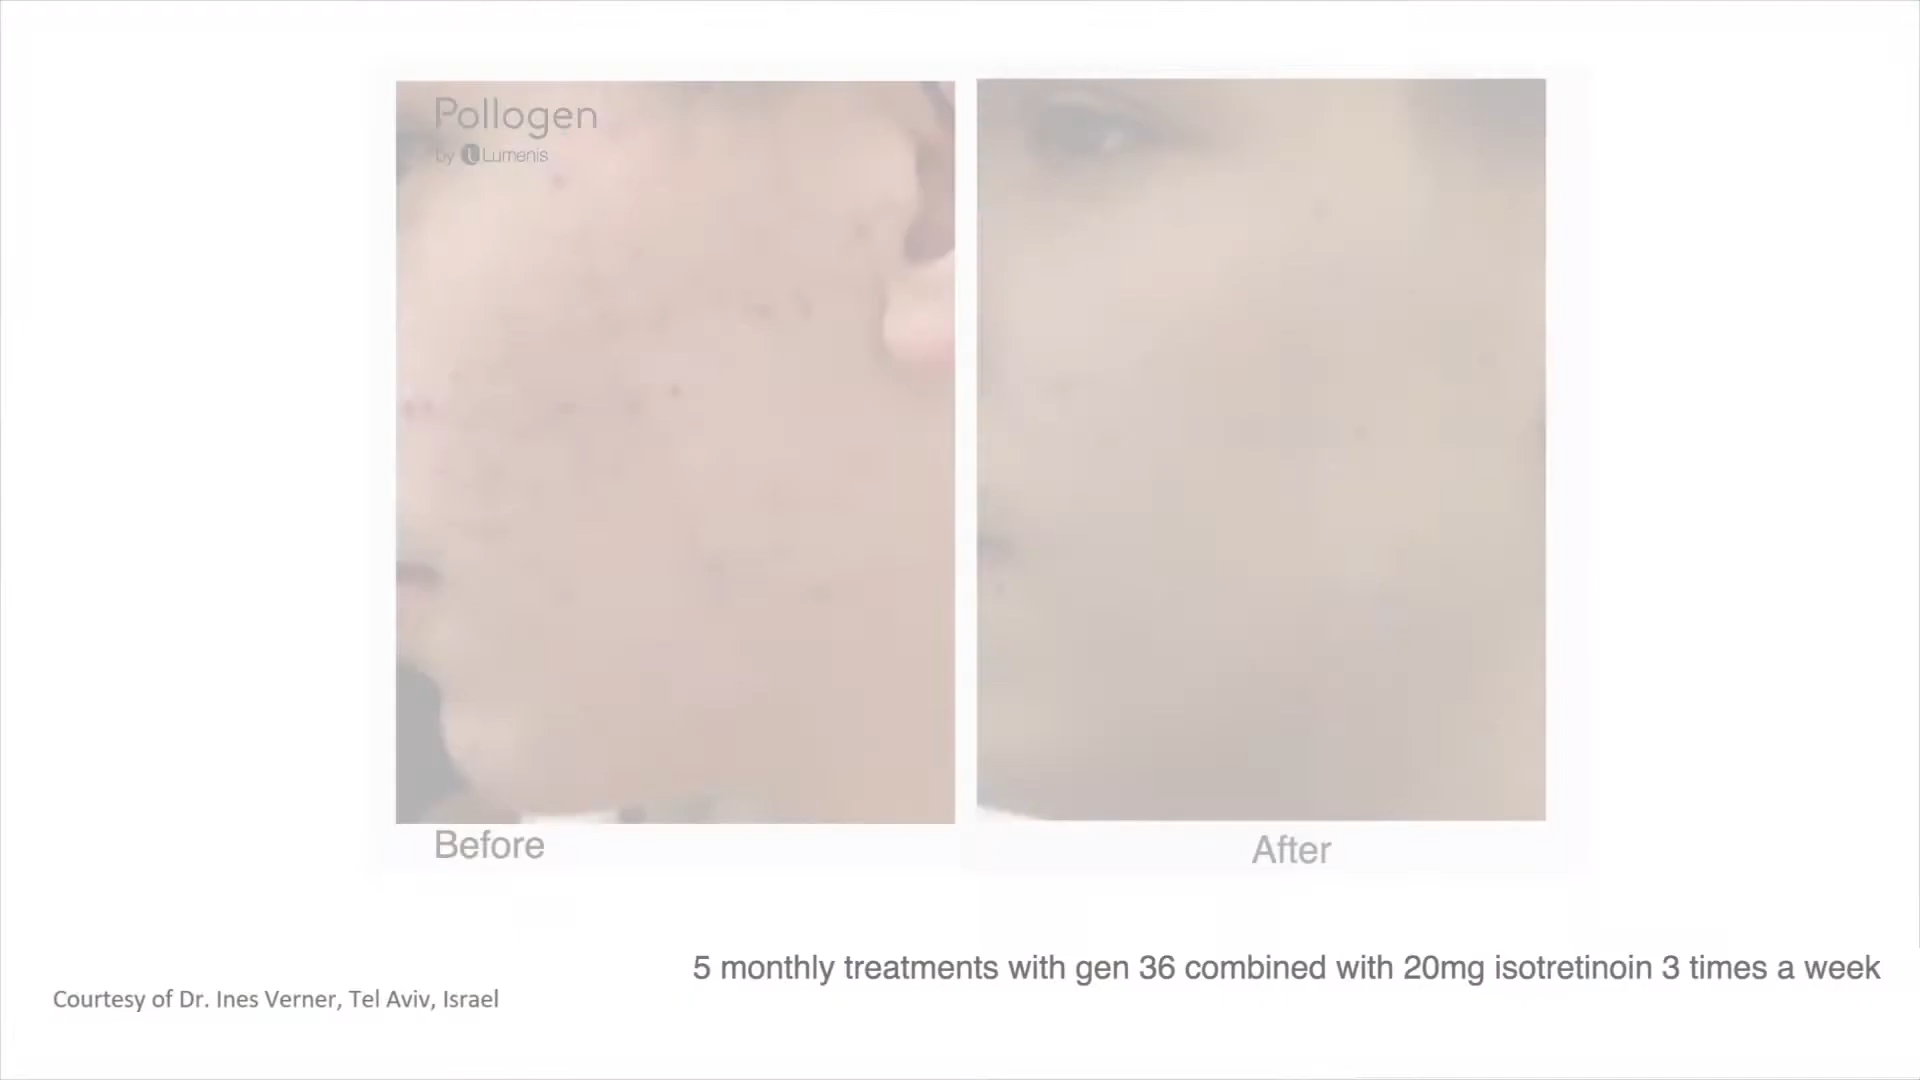 Pollogen
by Lumenis
Before
After
5 monthly treatments with gen 36 combined with 20mg isotretinoin 3 times a week
Courtesy of Dr. Ines Verner, Tel Aviv, Israel